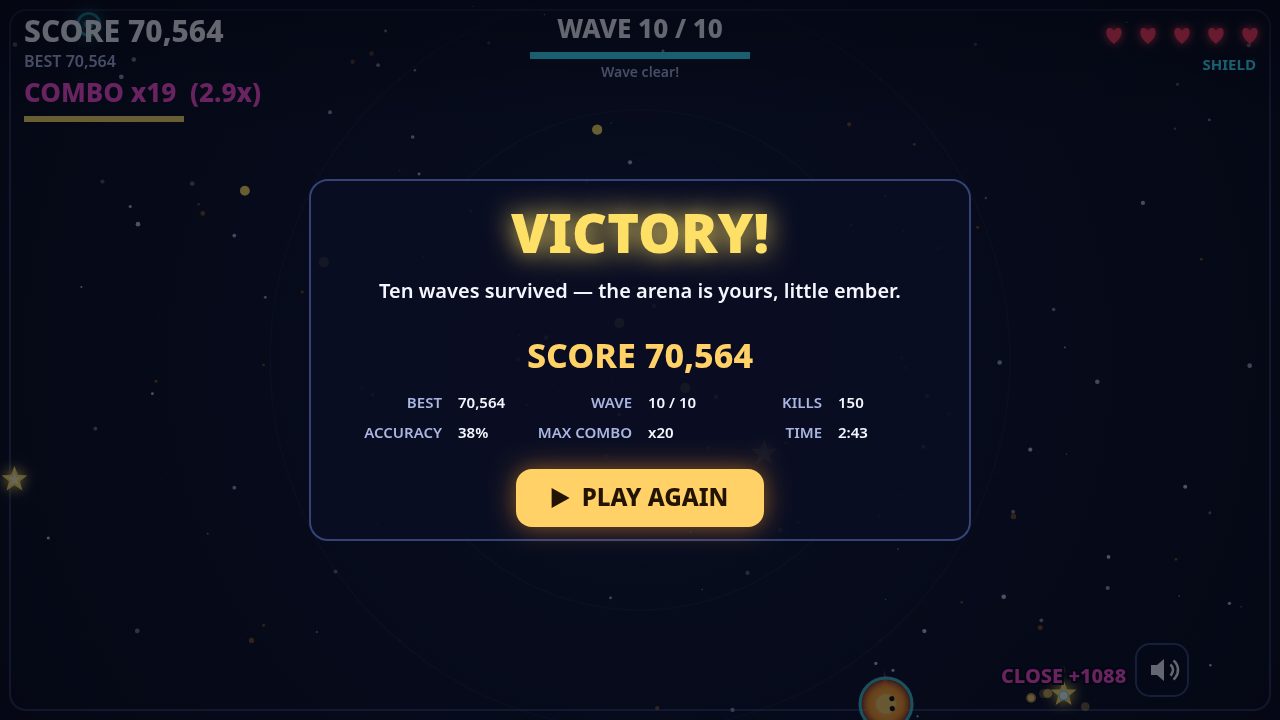 SCORE 70,564
BEST 70,564
COMBO x19 (2.9x)
WAVE 10 / 10
Wave clear!
SHIELD
VICTORY!
Ten waves survived — the arena is yours, little ember.
SCORE 70,564
BEST 70,564 WAVE 10 / 10 KILLS 150
ACCURACY 38% MAX COMBO x20 TIME 2:43
PLAY AGAIN
CLOSE +1088